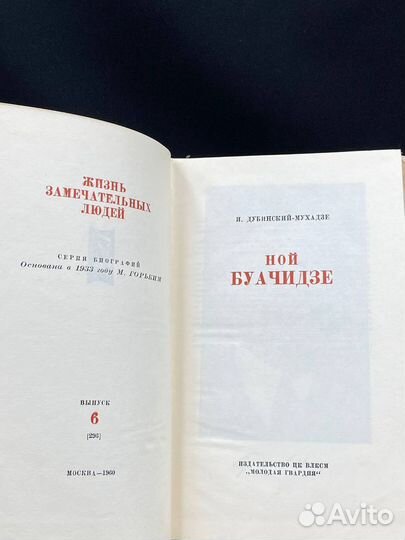 ЖИЗНЬ
ЗАМЕЧАТЕЛЬНЫХ
ЛЮДЕЙ
СЕРИЯ БИОГРАФИЙ
Основана в 1933 году М. ГОРЬКИМ
ВЫПУСК
6
[296]
МОСКВА—1960
И. ДУБИНСКИЙ-МУХАДЗЕ
НОЙ
БУАЧИДЗЕ
ИЗДАТЕЛЬСТВО ЦК ВЛКСМ
„МОЛОДАЯ ГВАРДИЯ“
Avito